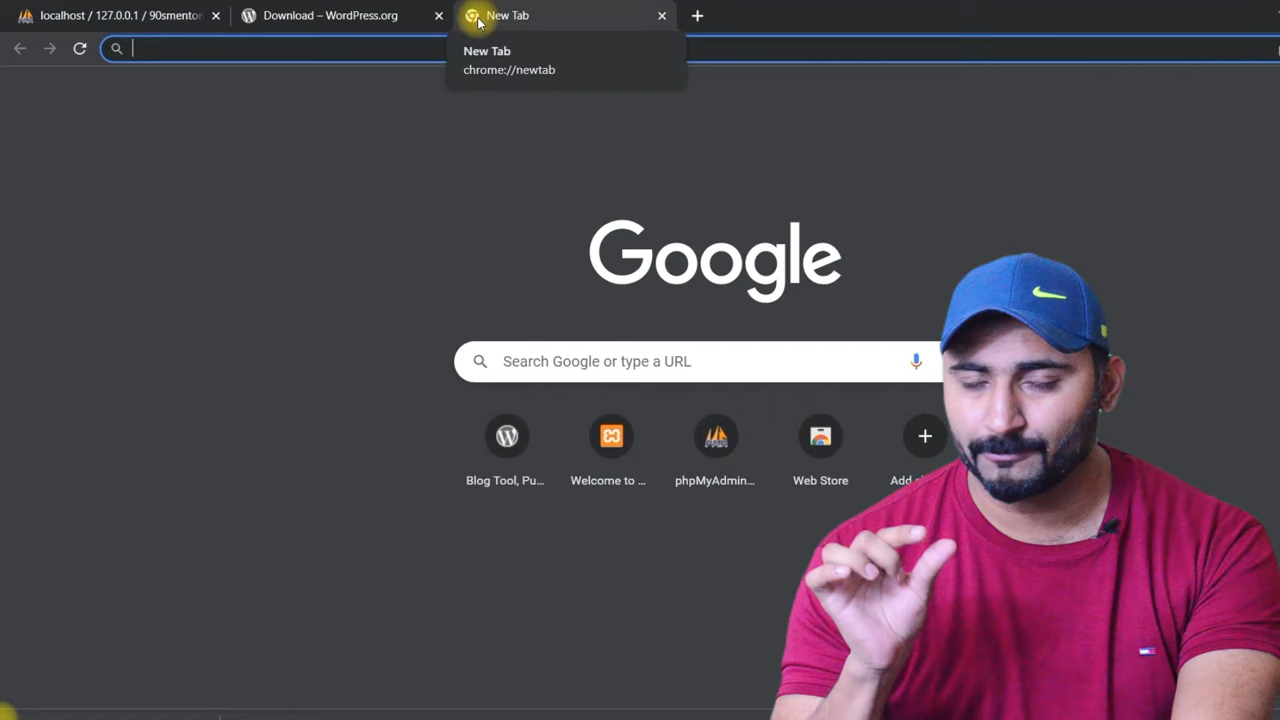 localhost / 127.0.0.1 / 90smentor
Download – WordPress.org
New Tab
New Tab
chrome://newtab
Google
Search Google or type a URL
Blog Tool, Pu...
Welcome to ...
phpMyAdmin...
Web Store
Add